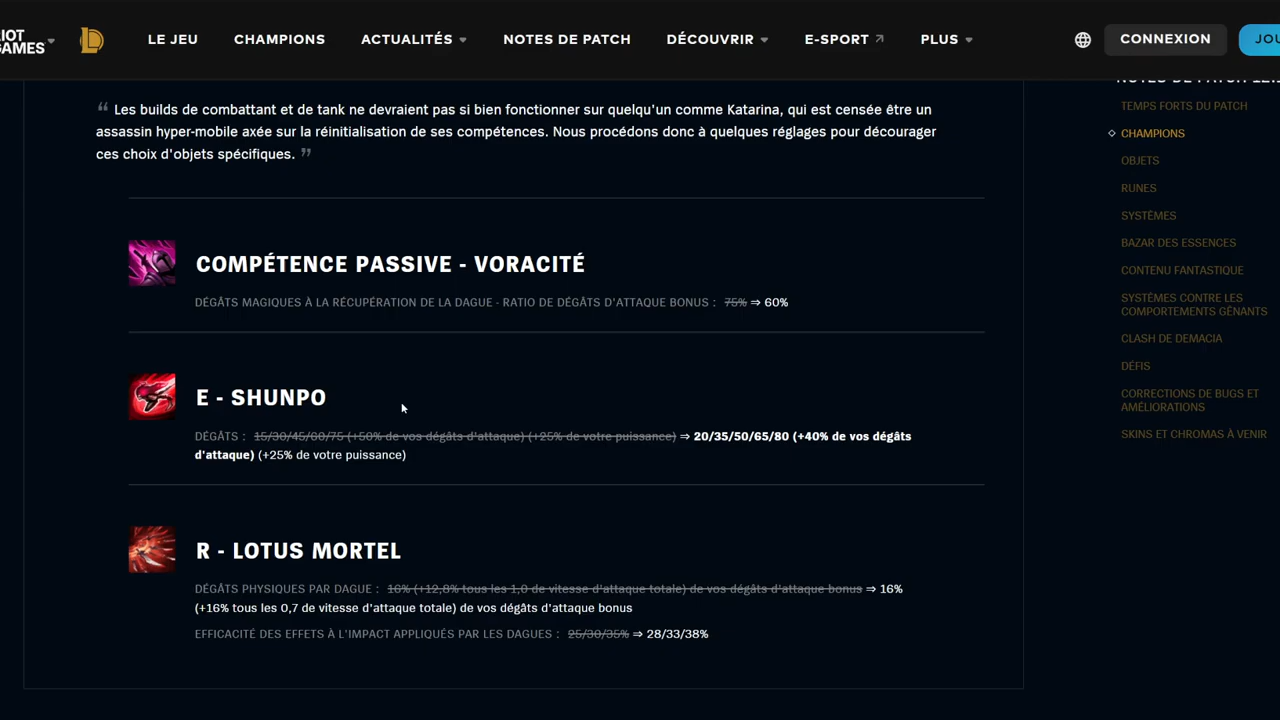 RIOT
GAMES
LE JEU
CHAMPIONS
ACTUALITÉS
NOTES DE PATCH
DÉCOUVRIR
E-SPORT
PLUS
CONNEXION
“ Les builds de combattant et de tank ne devraient pas si bien fonctionner sur quelqu'un comme Katarina, qui est censée être un
assassin hyper-mobile axée sur la réinitialisation de ses compétences. Nous procédons donc à quelques réglages pour décourager
ces choix d'objets spécifiques. ”
COMPÉTENCE PASSIVE - VORACITÉ
DÉGÂTS MAGIQUES À LA RÉCUPÉRATION DE LA DAGUE - RATIO DE DÉGÂTS D'ATTAQUE BONUS : 75% ⇒ 60%
E - SHUNPO
DÉGÂTS : 15/30/45/60/75 (+50% de vos dégâts d'attaque) (+25% de votre puissance) ⇒ 20/35/50/65/80 (+40% de vos dégâts
d'attaque) (+25% de votre puissance)
R - LOTUS MORTEL
DÉGÂTS PHYSIQUES PAR DAGUE : 16% (+12,8% tous les 1,0 de vitesse d'attaque totale) de vos dégâts d'attaque bonus ⇒ 16%
(+16% tous les 0,7 de vitesse d'attaque totale) de vos dégâts d'attaque bonus
EFFICACITÉ DES EFFETS À L'IMPACT APPLIQUÉS PAR LES DAGUES : 25/30/35% ⇒ 28/33/38%
NOTES DE PATCH
TEMPS FORTS DU PATCH
CHAMPIONS
OBJETS
RUNES
SYSTÈMES
BAZAR DES ESSENCES
CONTENU FANTASTIQUE
SYSTÈMES CONTRE LES
COMPORTEMENTS GÊNANTS
CLASH DE DEMACIA
DÉFIS
CORRECTIONS DE BUGS ET
AMÉLIORATIONS
SKINS ET CHROMAS À VENIR